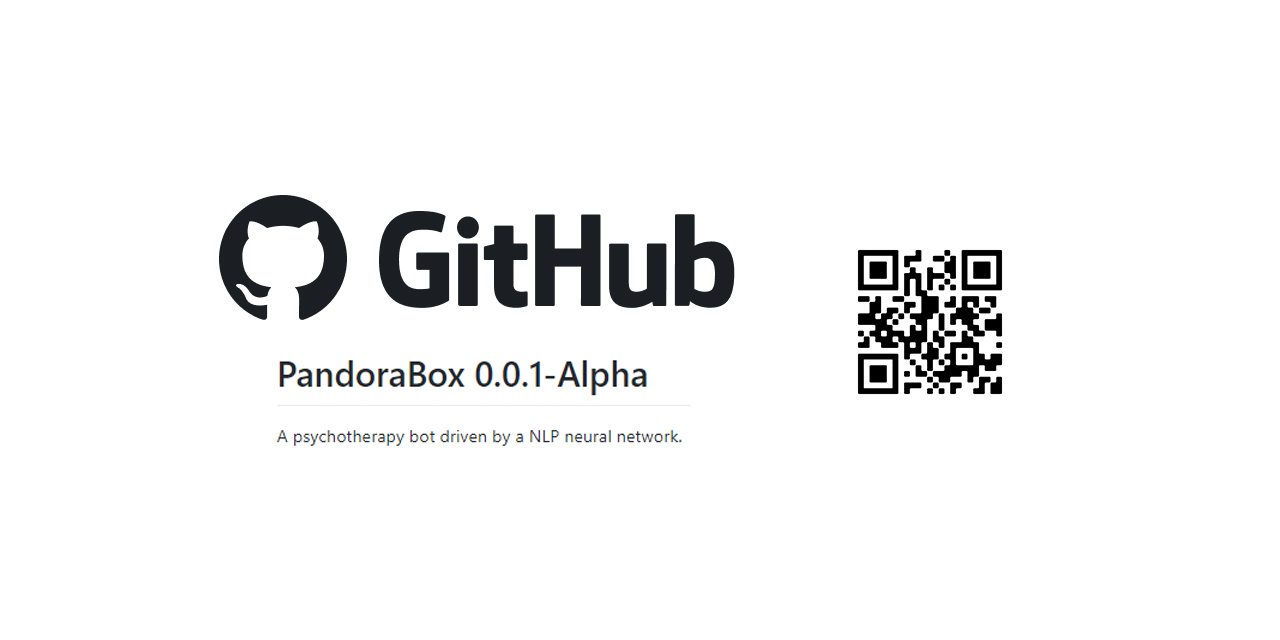 GitHub
PandoraBox 0.0.1-Alpha
A psychotherapy bot driven by a NLP neural network.